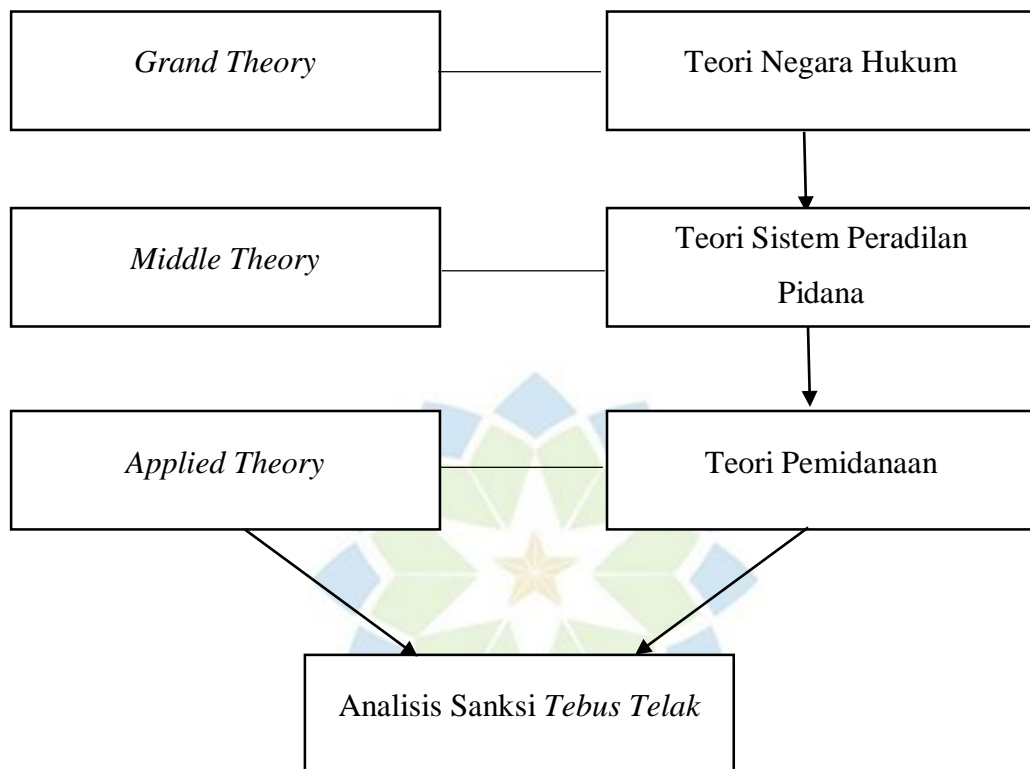 Grand Theory
Teori Negara Hukum
Middle Theory
Teori Sistem Peradilan
Pidana
Applied Theory
Teori Pemidanaan
Analisis Sanksi Tebus Telak